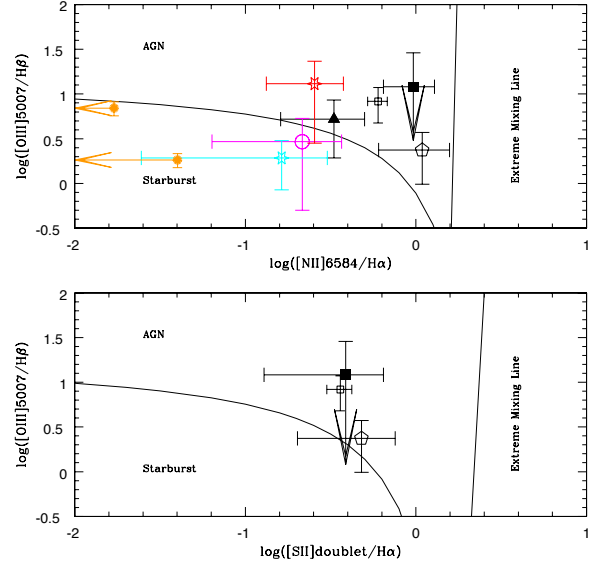 2
1.5
1
0.5
0
-0.5
log([OIII]5007/Hβ)
AGN
Starburst
Extreme Mixing Line
-2
-1
0
1
log([NII]6584/Hα)
2
1.5
1
0.5
0
-0.5
log([OIII]5007/Hβ)
AGN
Starburst
Extreme Mixing Line
-2
-1
0
1
log([SII]doublet/Hα)